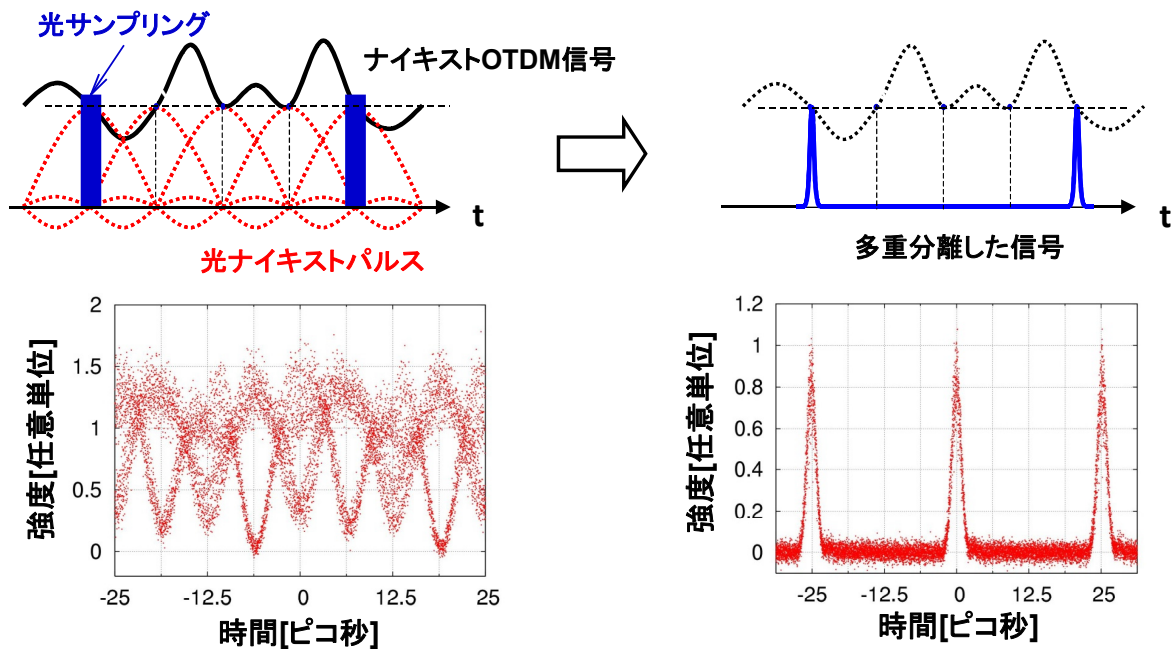 光サンプリング
ナイキストOTDM信号
t
光ナイキストパルス
t
多重分離した信号
2
1.5
1
0.5
0
強度[任意単位]
-25
-12.5
0
12.5
25
時間[ピコ秒]
1.2
1
0.8
0.6
0.4
0.2
0
強度[任意単位]
-25
-12.5
0
12.5
25
時間[ピコ秒]